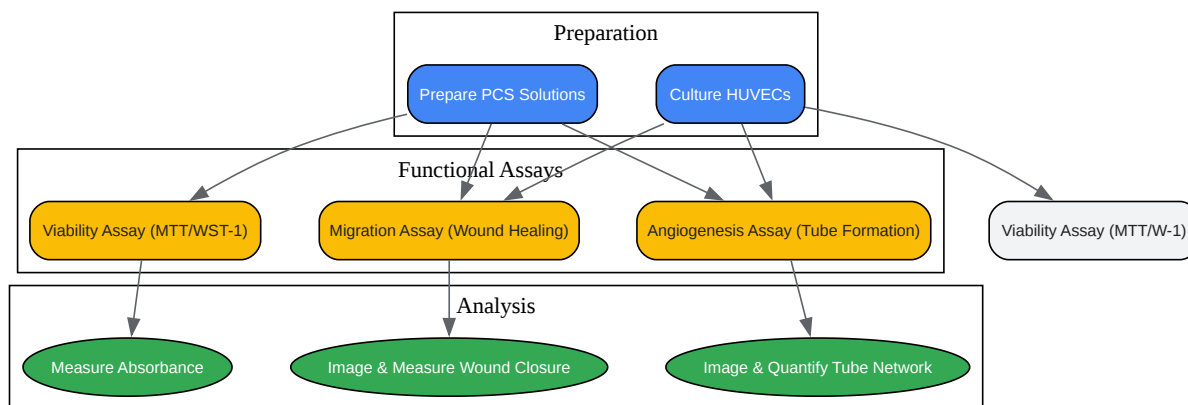 Preparation
Prepare PCS Solutions
Culture HUVECs
Functional Assays
Viability Assay (MTT/WST-1)
Migration Assay (Wound Healing)
Angiogenesis Assay (Tube Formation)
Viability Assay (MTT/W-1)
Analysis
Measure Absorbance
Image & Measure Wound Closure
Image & Quantify Tube Network